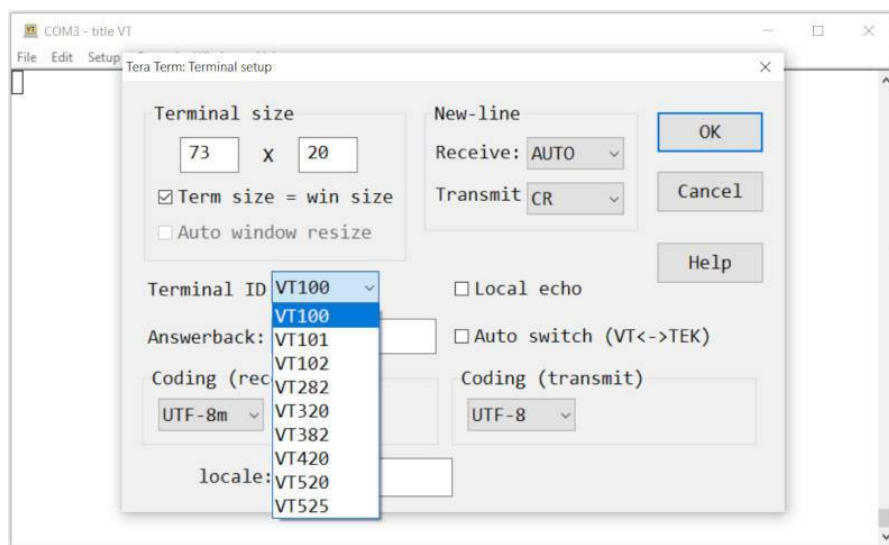 COM3 - title VT
File Edit Setup
Tera Term: Terminal setup
Terminal size
73 x 20
Term size = win size
Auto window resize
New-line
Receive: AUTO
Transmit CR
OK
Cancel
Help
Terminal ID VT100
VT100
VT101
VT102
VT282
VT320
VT382
VT420
VT520
VT525
Local echo
Answerback:
Auto switch (VT<->TEK)
Coding (rec
UTF-8m
Coding (transmit)
UTF-8
locale: